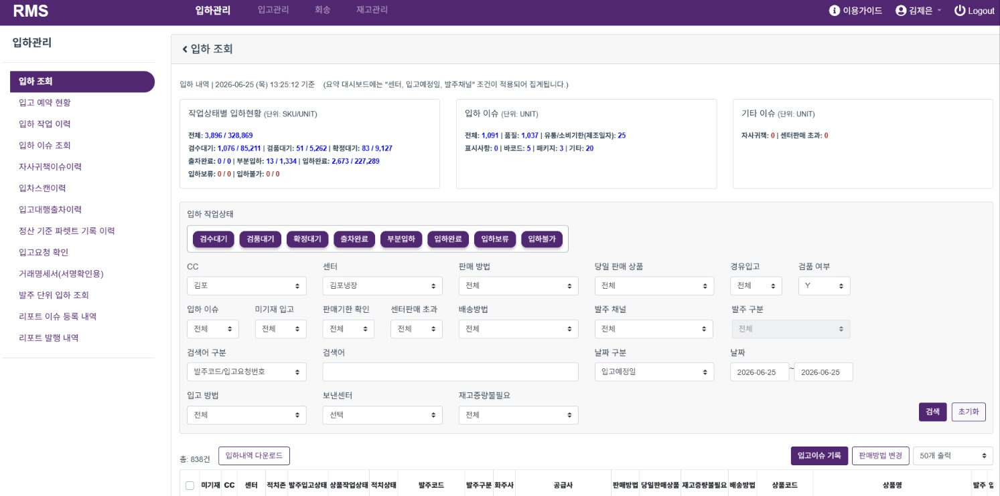 RMS 입하관리 입고관리 회송 재고관리 이용가이드 김제은 Logout
입하관리
입하 조회
입고 예약 현황
입하 작업 이력
입하 이슈 조회
자사귀책이슈이력
입차스캔이력
입고대행출차이력
정산 기준 파렛트 기록 이력
입고요청 확인
거래명세서(서명확인용)
발주 단위 입하 조회
리포트 이슈 등록 내역
리포트 발행 내역
입하 조회
입하 내역 | 2026-06-25 (목) 13:25:12 기준 (요약 대시보드에는 "센터, 입고예정일, 발주채널" 조건이 적용되어 집계됩니다.)
작업상태별 입하현황 (단위: SKU/UNIT)
전체: 3,896 / 328,869
검수대기: 1,076 / 85,211 | 검품대기: 51 / 5,262 | 확정대기: 83 / 9,127
출차완료: 0 / 0 | 부분입하: 13 / 1,334 | 입하완료: 2,673 / 227,289
입하보류: 0 / 0 | 입하불가: 0 / 0
입하 이슈 (단위: UNIT)
전체: 1,091 | 품질: 1,037 | 유통/소비기한(제조일자): 25
표시사항: 0 | 바코드: 5 | 패키지: 3 | 기타: 20
기타 이슈 (단위: UNIT)
자사귀책: 0 | 센터판매 초과: 0
입하 작업상태
검수대기 검품대기 확정대기 출차완료 부분입하 입하완료 입하보류 입하불가
CC 센터 판매 방법 당일 판매 상품 경유입고 검품 여부
김포 김포냉장 전체 전체 전체 Y
입하 이슈 미기재 입고 판매기한 확인 센터판매 초과 배송방법 발주 채널 발주 구분
전체 전체 전체 전체 전체 전체 전체
검색어 구분 검색어 날짜 구분 날짜
발주코드/입고요청번호 입고예정일 2026-06-25 ~ 2026-06-25
입고 방법 보낸센터 재고증량불필요
전체 선택 전체 검색 초기화
총: 838건 입하내역 다운로드 입고이슈 기록 판매방법 변경 50개 출력
미기재 CC 센터 적치존 발주입고상태 상품작업상태 적치상태 발주코드 발주구분 화주사 공급사 판매방법 당일판매상품 재고증량불필요 배송방법 상품코드 상품명 발주